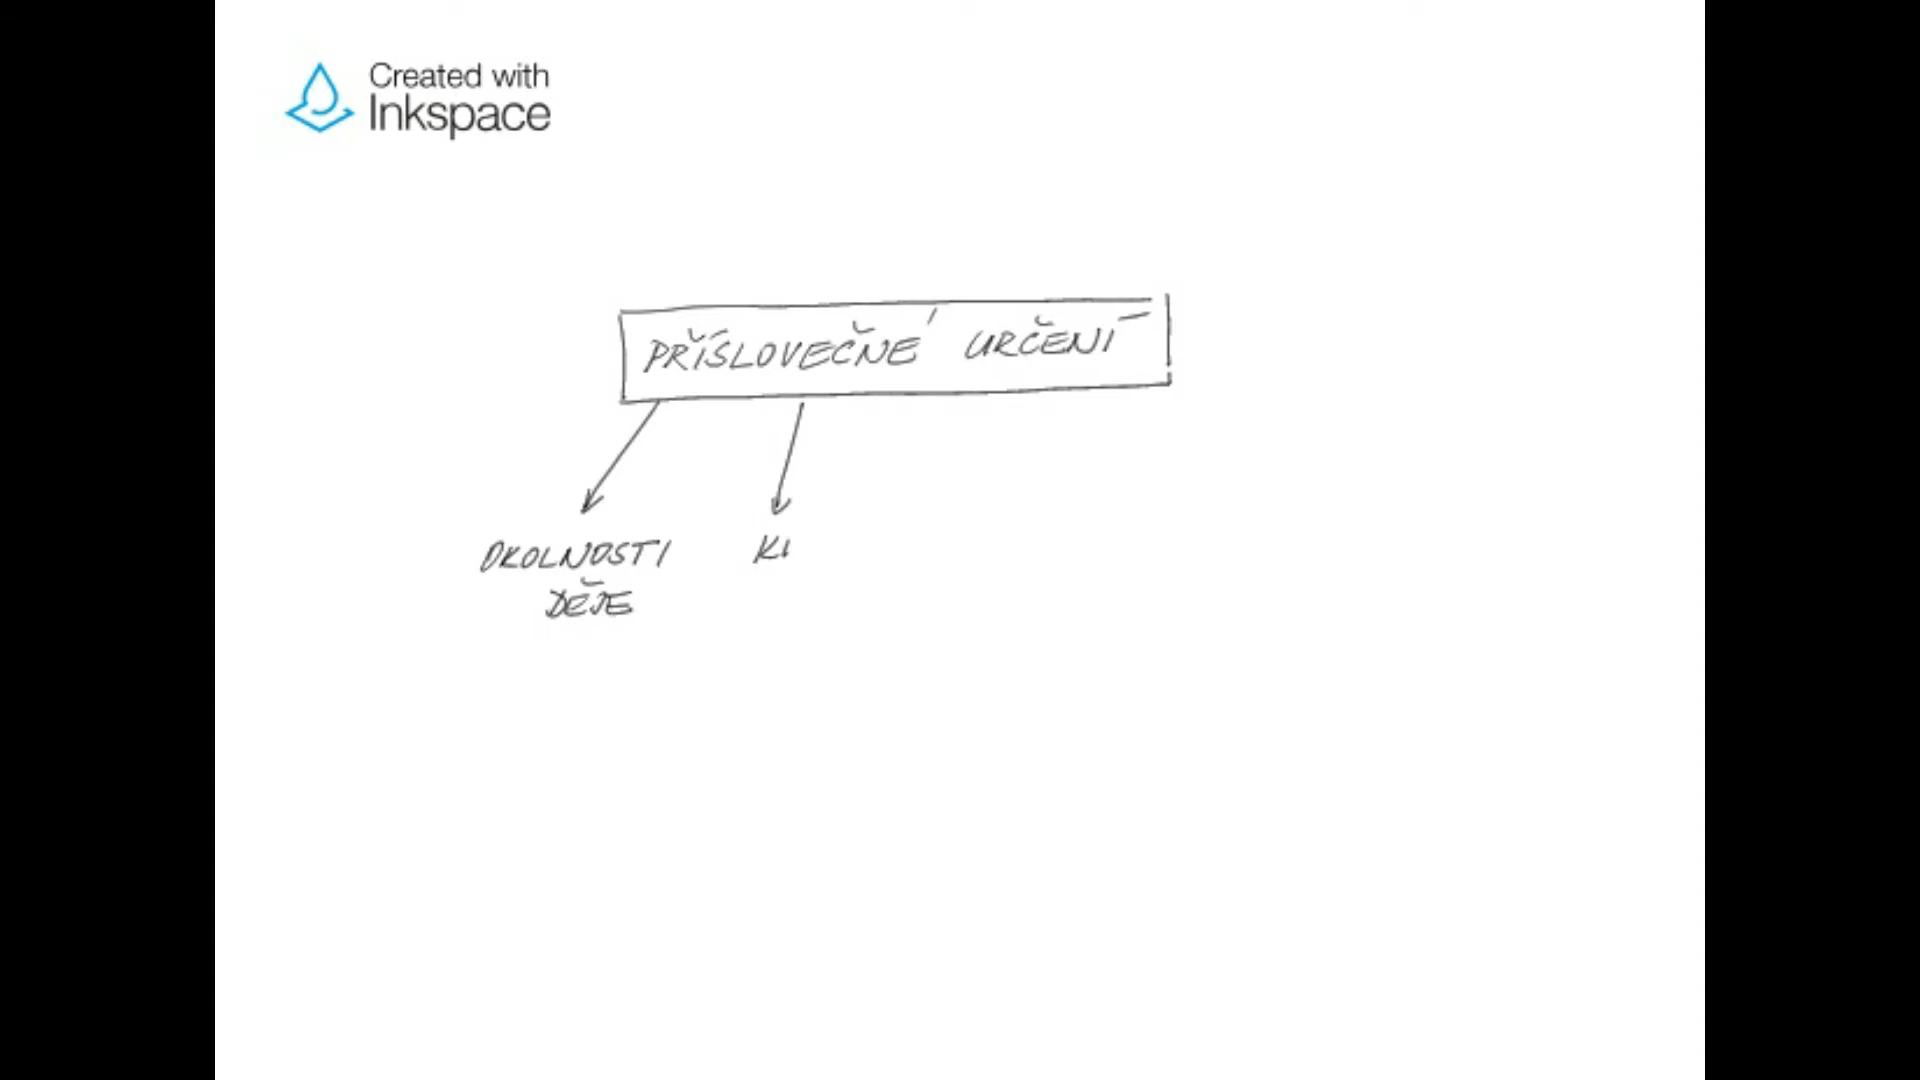 Created with
Inkspace
PŘÍSLOVEČNÉ URČENÍ
OKOLNOSTI
DĚJE
KI